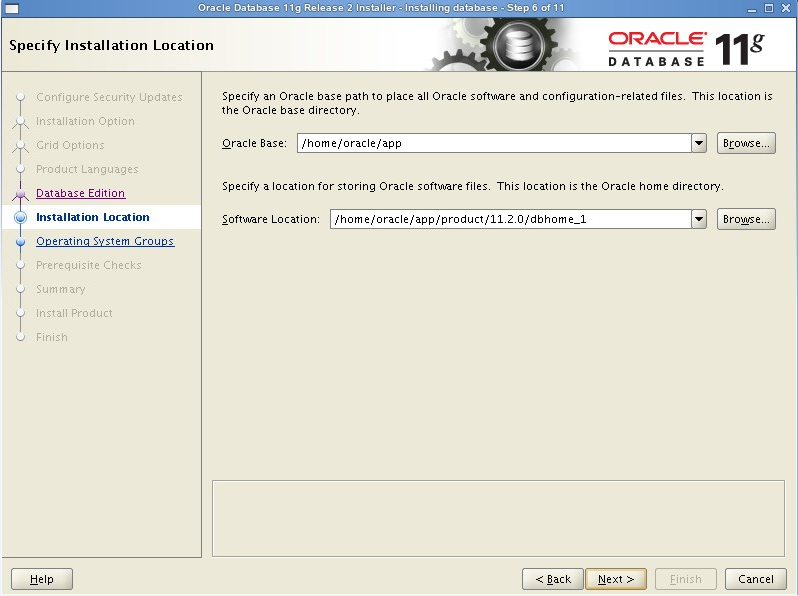 Oracle Database 11g Release 2 Installer - Installing database - Step 6 of 11
Specify Installation Location
ORACLE
DATABASE
11g
Configure Security Updates
Installation Option
Grid Options
Product Languages
Database Edition
Installation Location
Operating System Groups
Prerequisite Checks
Summary
Install Product
Finish
Specify an Oracle base path to place all Oracle software and configuration-related files. This location is
the Oracle base directory.
Oracle Base: /home/oracle/app Browse...
Specify a location for storing Oracle software files. This location is the Oracle home directory.
Software Location: /home/oracle/app/product/11.2.0/dbhome_1 Browse...
Help < Back Next > Finish Cancel